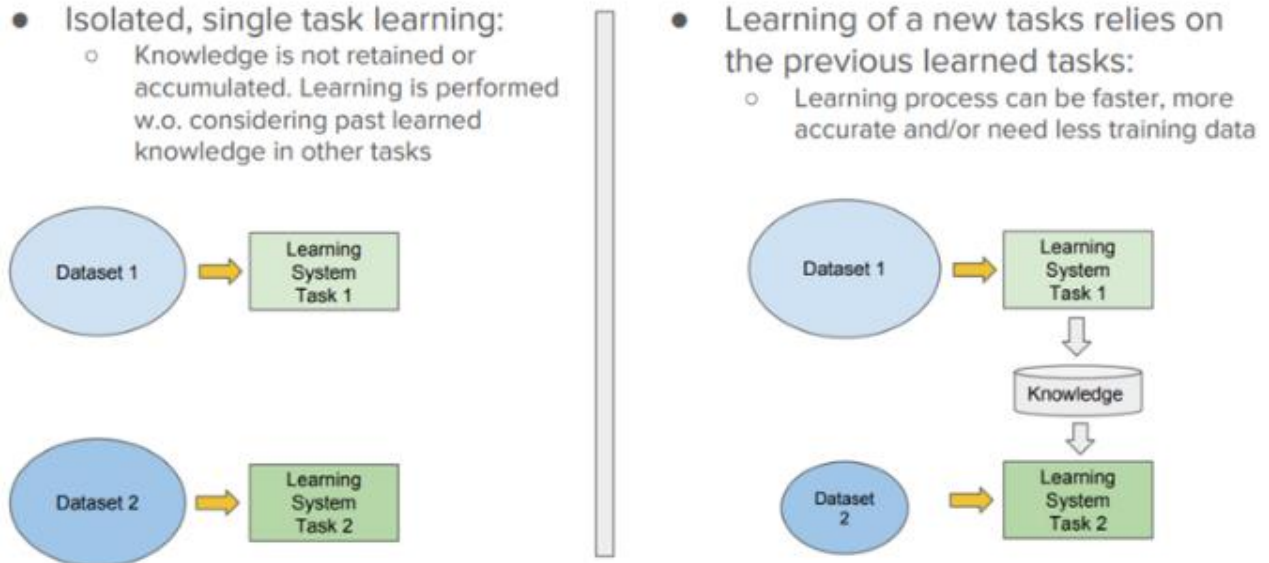 ● Isolated, single task learning:
○ Knowledge is not retained or
accumulated. Learning is performed
w.o. considering past learned
knowledge in other tasks
Dataset 1
Learning
System
Task 1
Dataset 2
Learning
System
Task 2
● Learning of a new tasks relies on
the previous learned tasks:
○ Learning process can be faster, more
accurate and/or need less training data
Dataset 1
Learning
System
Task 1
Knowledge
Dataset
2
Learning
System
Task 2